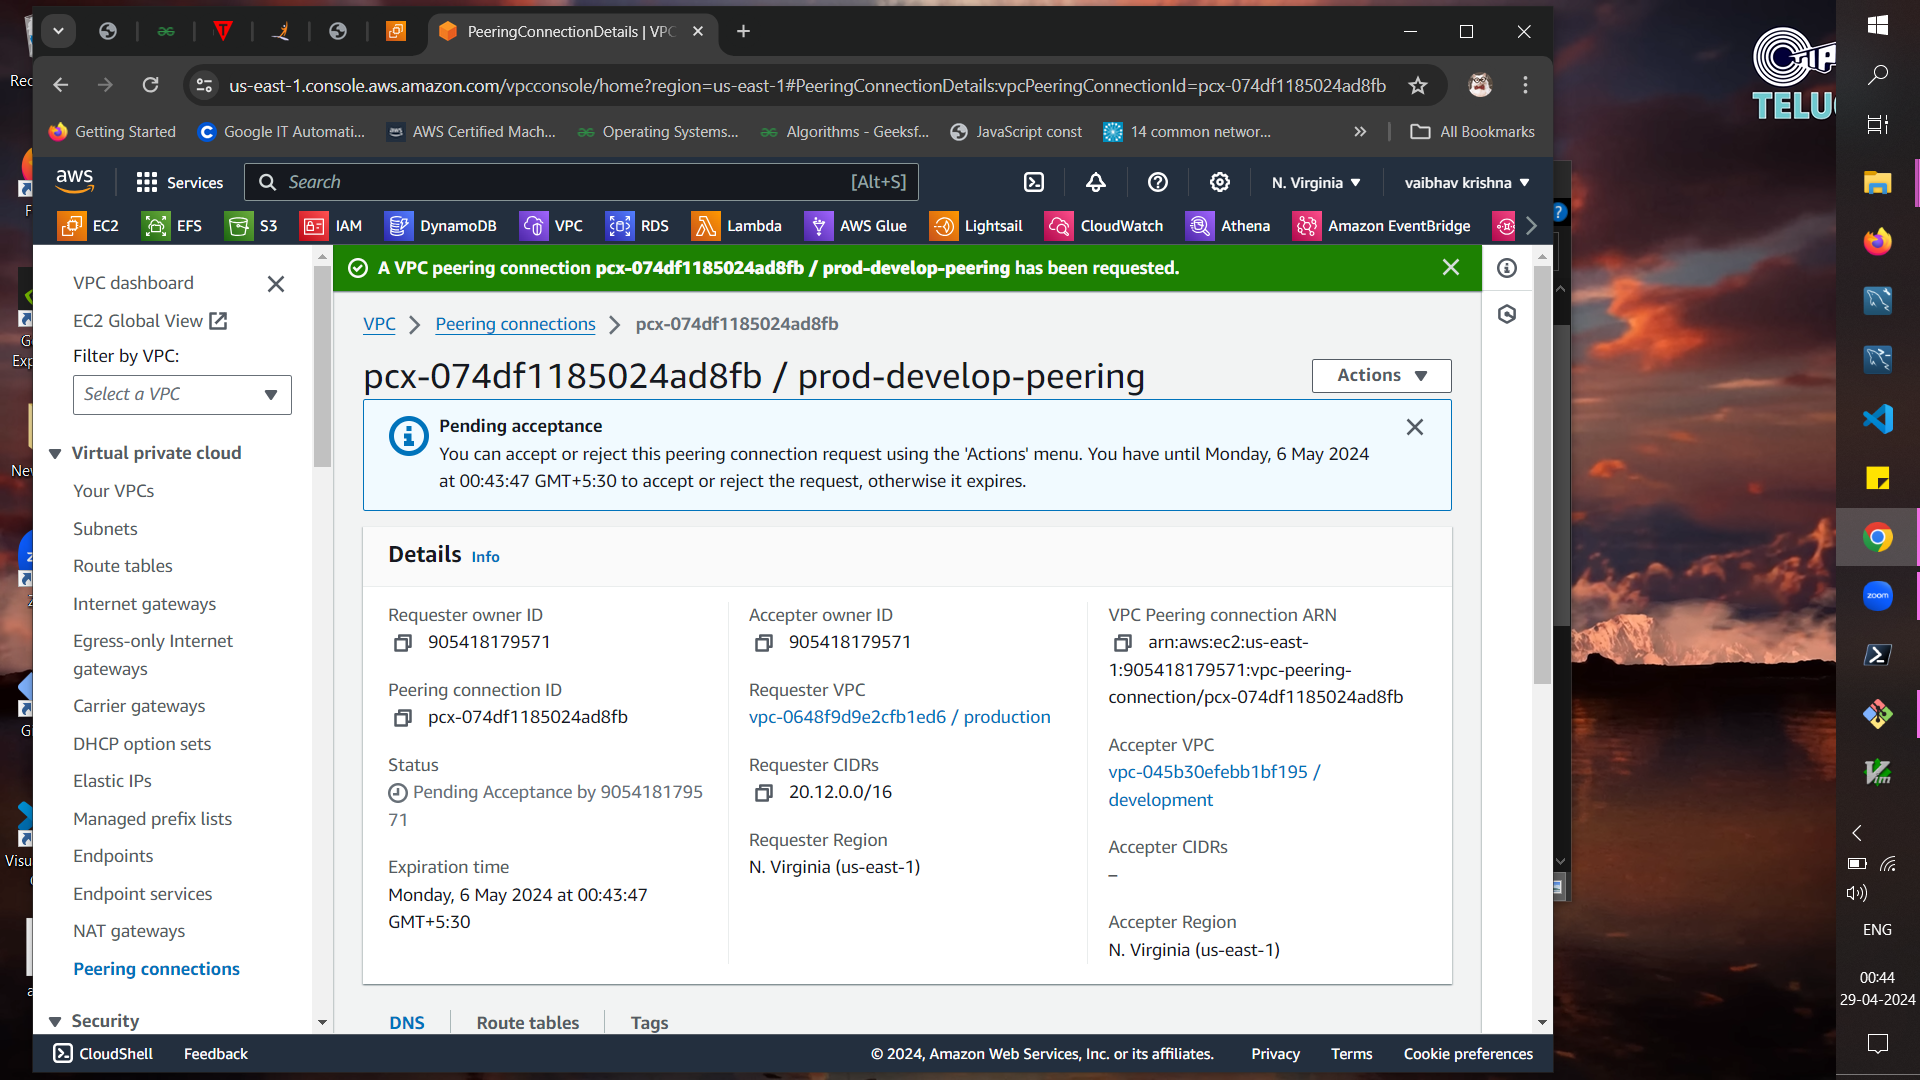 PeeringConnectionDetails | VPC
us-east-1.console.aws.amazon.com/vpcconsole/home?region=us-east-1#PeeringConnectionDetails:vpcPeeringConnectionId=pcx-074df1185024ad8fb
Getting Started
Google IT Automati...
AWS Certified Mach...
Operating Systems...
Algorithms - Geeksf...
JavaScript const
14 common networ...
All Bookmarks
aws
Services
Search
[Alt+S]
N. Virginia
vaibhav krishna
EC2
EFS
S3
IAM
DynamoDB
VPC
RDS
Lambda
AWS Glue
Lightsail
CloudWatch
Athena
Amazon EventBridge
VPC dashboard
EC2 Global View
Filter by VPC:
Select a VPC
Virtual private cloud
Your VPCs
Subnets
Route tables
Internet gateways
Egress-only Internet
gateways
Carrier gateways
DHCP option sets
Elastic IPs
Managed prefix lists
Endpoints
Endpoint services
NAT gateways
Peering connections
Security
A VPC peering connection pcx-074df1185024ad8fb / prod-develop-peering has been requested.
VPC
Peering connections
pcx-074df1185024ad8fb
pcx-074df1185024ad8fb / prod-develop-peering
Actions
Pending acceptance
You can accept or reject this peering connection request using the 'Actions' menu. You have until Monday, 6 May 2024
at 00:43:47 GMT+5:30 to accept or reject the request, otherwise it expires.
Details
Info
Requester owner ID
905418179571
Peering connection ID
pcx-074df1185024ad8fb
Status
Pending Acceptance by 9054181795
71
Expiration time
Monday, 6 May 2024 at 00:43:47
GMT+5:30
Accepter owner ID
905418179571
Requester VPC
vpc-0648f9d9e2cfb1ed6 / production
Requester CIDRs
20.12.0.0/16
Requester Region
N. Virginia (us-east-1)
VPC Peering connection ARN
arn:aws:ec2:us-east-
1:905418179571:vpc-peering-
connection/pcx-074df1185024ad8fb
Accepter VPC
vpc-045b30efebb1bf195 /
development
Accepter CIDRs
–
Accepter Region
N. Virginia (us-east-1)
DNS
Route tables
Tags
CloudShell
Feedback
© 2024, Amazon Web Services, Inc. or its affiliates.
Privacy
Terms
Cookie preferences
zoom
ENG
00:44
29-04-2024